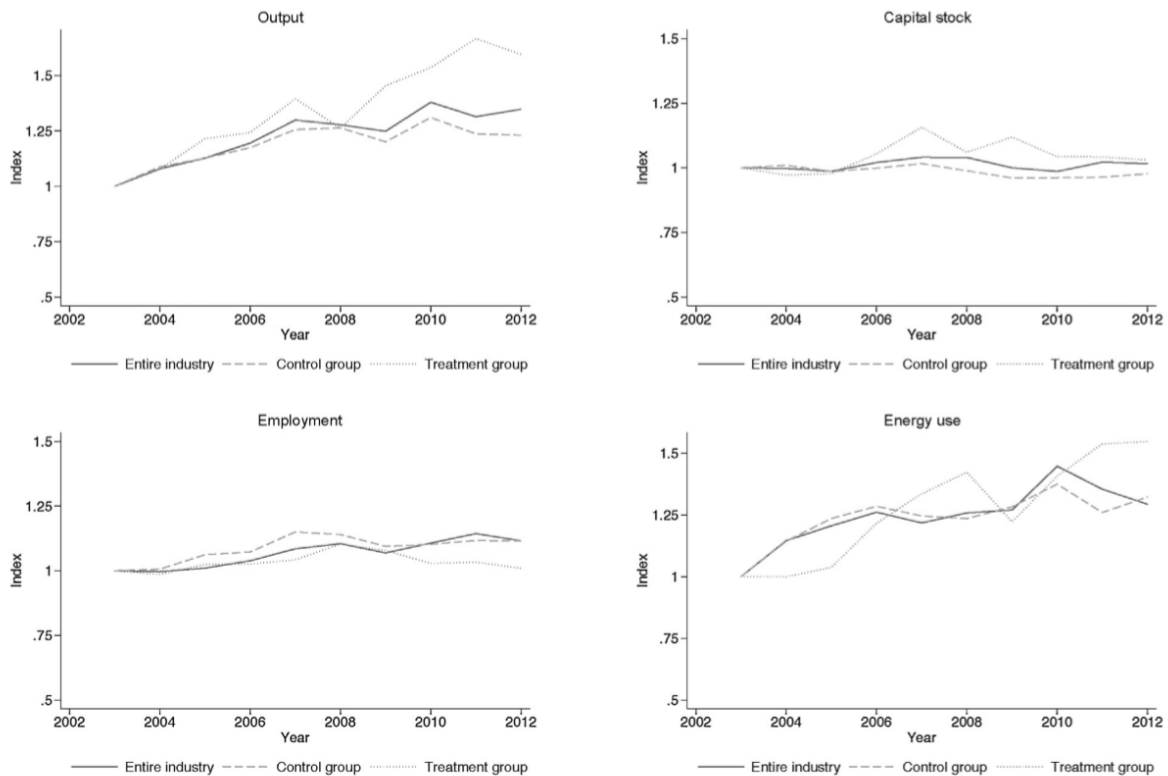 Output
1.5
1.25
1
.75
.5
Index
2002 2004 2006 2008 2010 2012
Year
Entire industry Control group Treatment group
Capital stock
1.5
1.25
1
.75
.5
Index
2002 2004 2006 2008 2010 2012
Year
Entire industry Control group Treatment group
Employment
1.5
1.25
1
.75
.5
Index
2002 2004 2006 2008 2010 2012
Year
Entire industry Control group Treatment group
Energy use
1.5
1.25
1
.75
.5
Index
2002 2004 2006 2008 2010 2012
Year
Entire industry Control group Treatment group